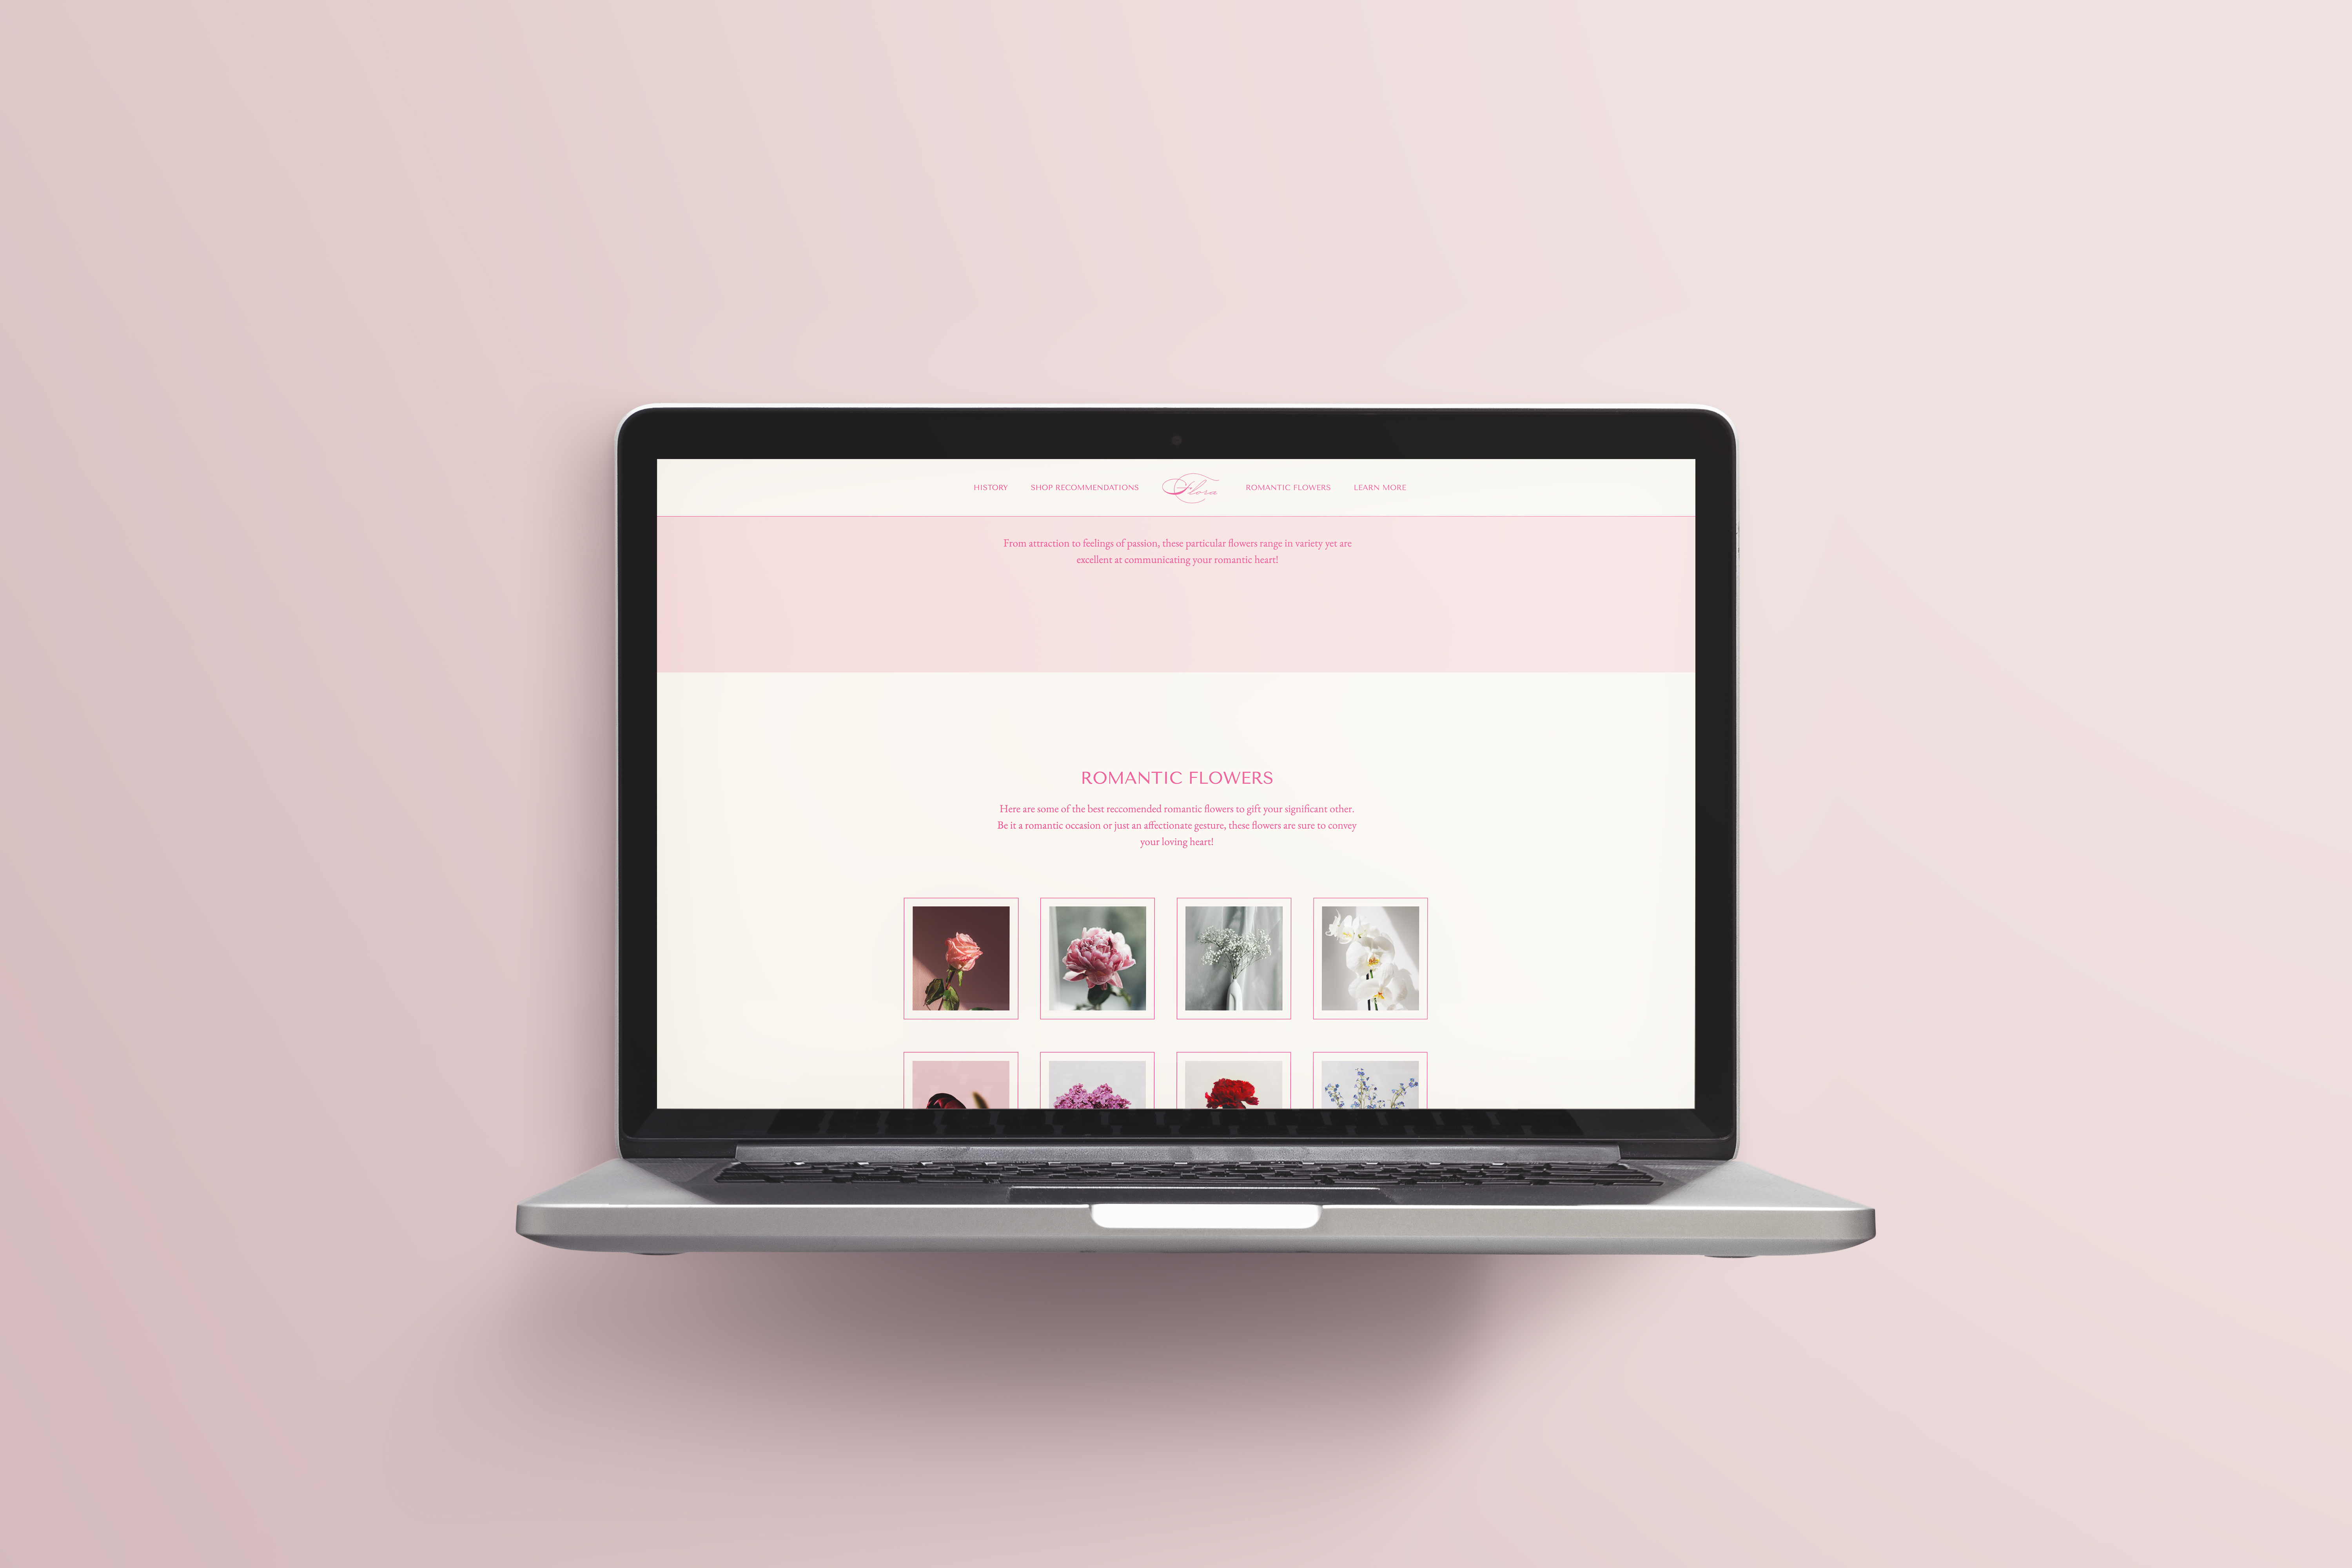 HISTORY SHOP RECOMMENDATIONS Flora ROMANTIC FLOWERS LEARN MORE
From attraction to feelings of passion, these particular flowers range in variety yet are
excellent at communicating your romantic heart!
ROMANTIC FLOWERS
Here are some of the best reccomended romantic flowers to gift your significant other.
Be it a romantic occasion or just an affectionate gesture, these flowers are sure to convey
your loving heart!